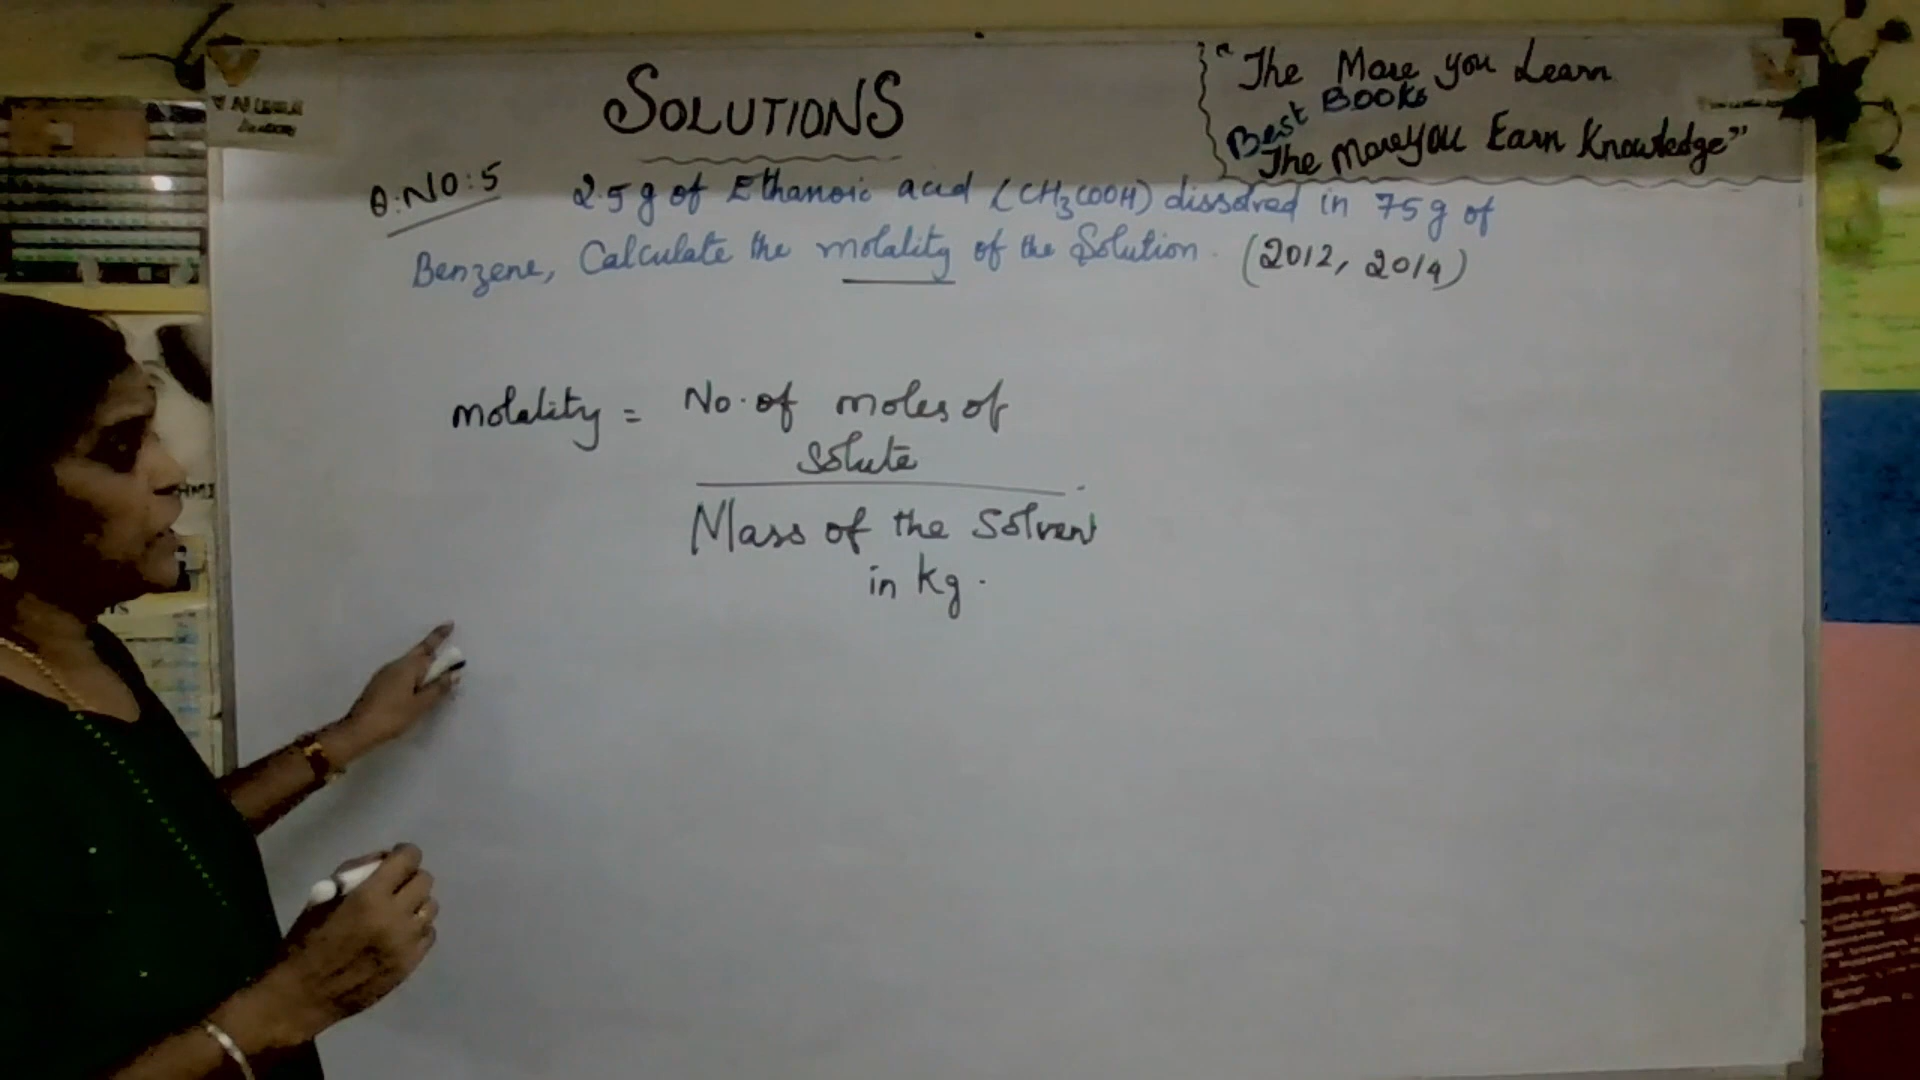 SOLUTIONS
"The More you Learn
Best BOOKS
The More you Earn Knowledge"
Q.NO:5 2.5g of Ethanoic acid (CH3COOH) dissolved in 75g of
Benzene, Calculate the molality of the Solution. (2012, 2014)
molality = No. of moles of
Solute
Mass of the Solvent
in kg.